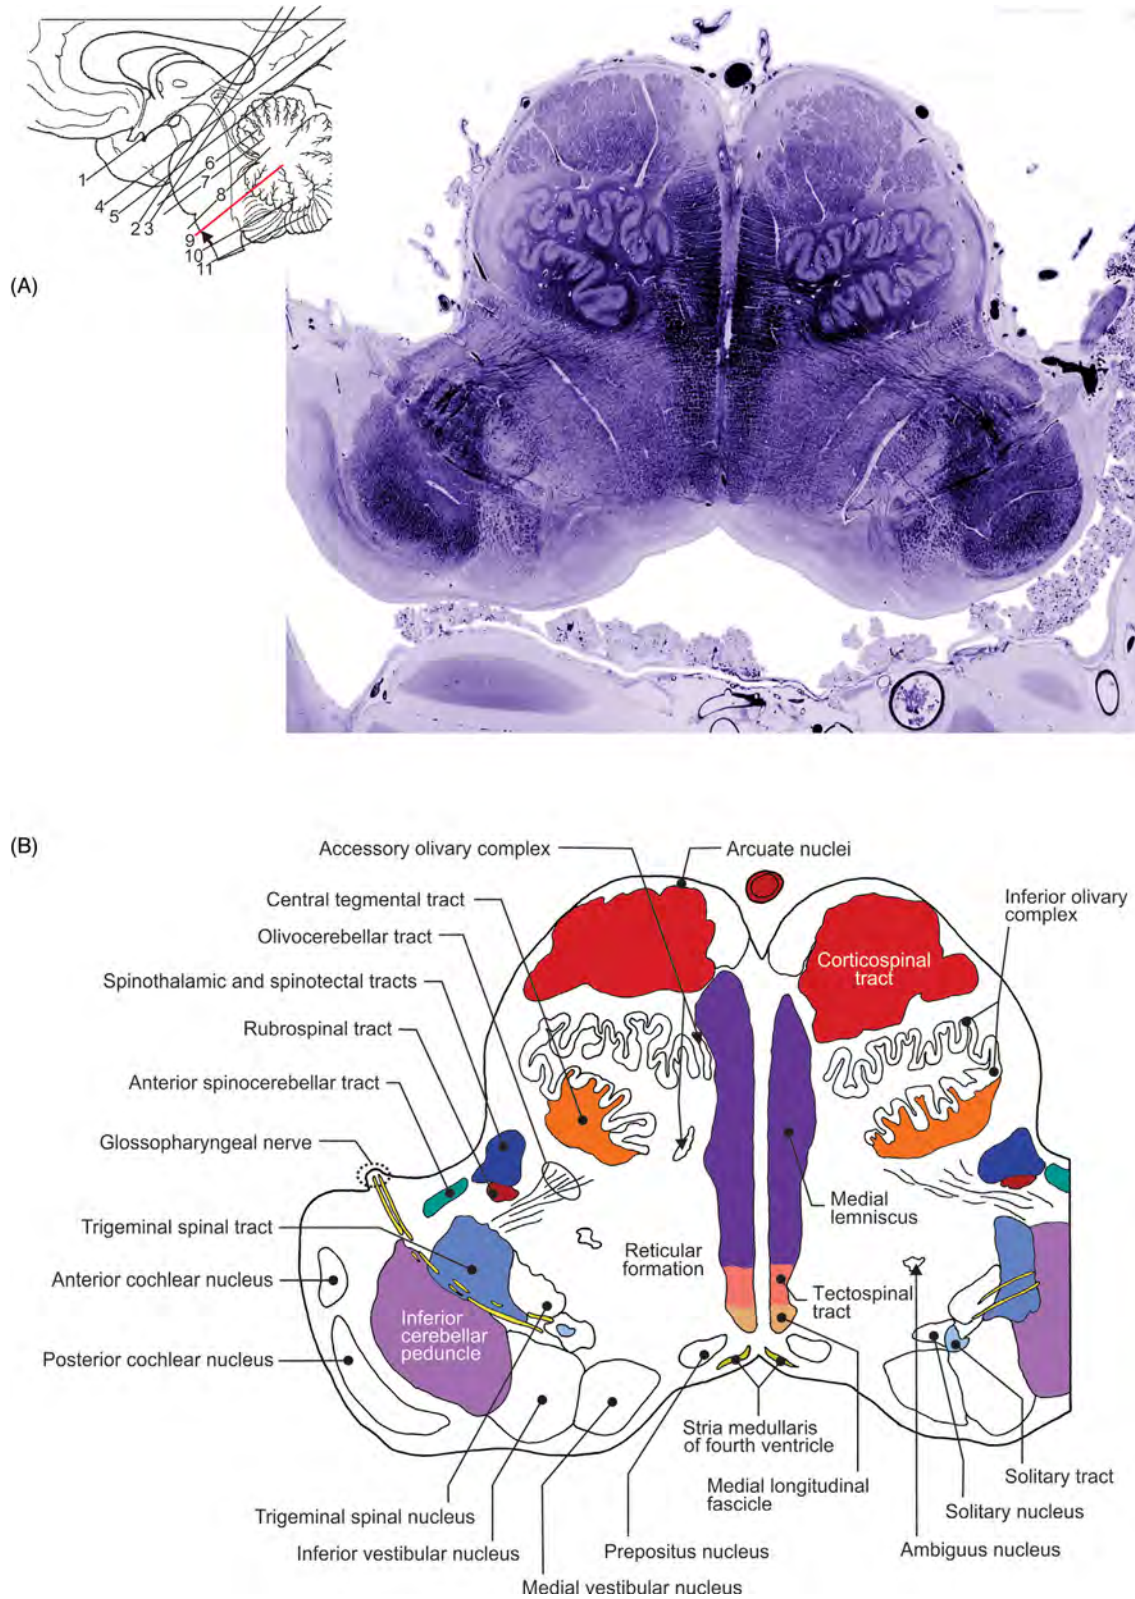 1
4
5
2 3
6
7
8
9
10
11
(A)
(B)
Accessory olivary complex
Arcuate nuclei
Central tegmental tract
Inferior olivary
complex
Olivocerebellar tract
Corticospinal
tract
Spinothalamic and spinotectal tracts
Rubrospinal tract
Anterior spinocerebellar tract
Glossopharyngeal nerve
Medial
lemniscus
Trigeminal spinal tract
Reticular
formation
Anterior cochlear nucleus
Tectospinal
tract
Inferior
cerebellar
peduncle
Posterior cochlear nucleus
Stria medullaris
of fourth ventricle
Medial longitudinal
fascicle
Solitary tract
Trigeminal spinal nucleus
Solitary nucleus
Inferior vestibular nucleus
Prepositus nucleus
Ambiguus nucleus
Medial vestibular nucleus